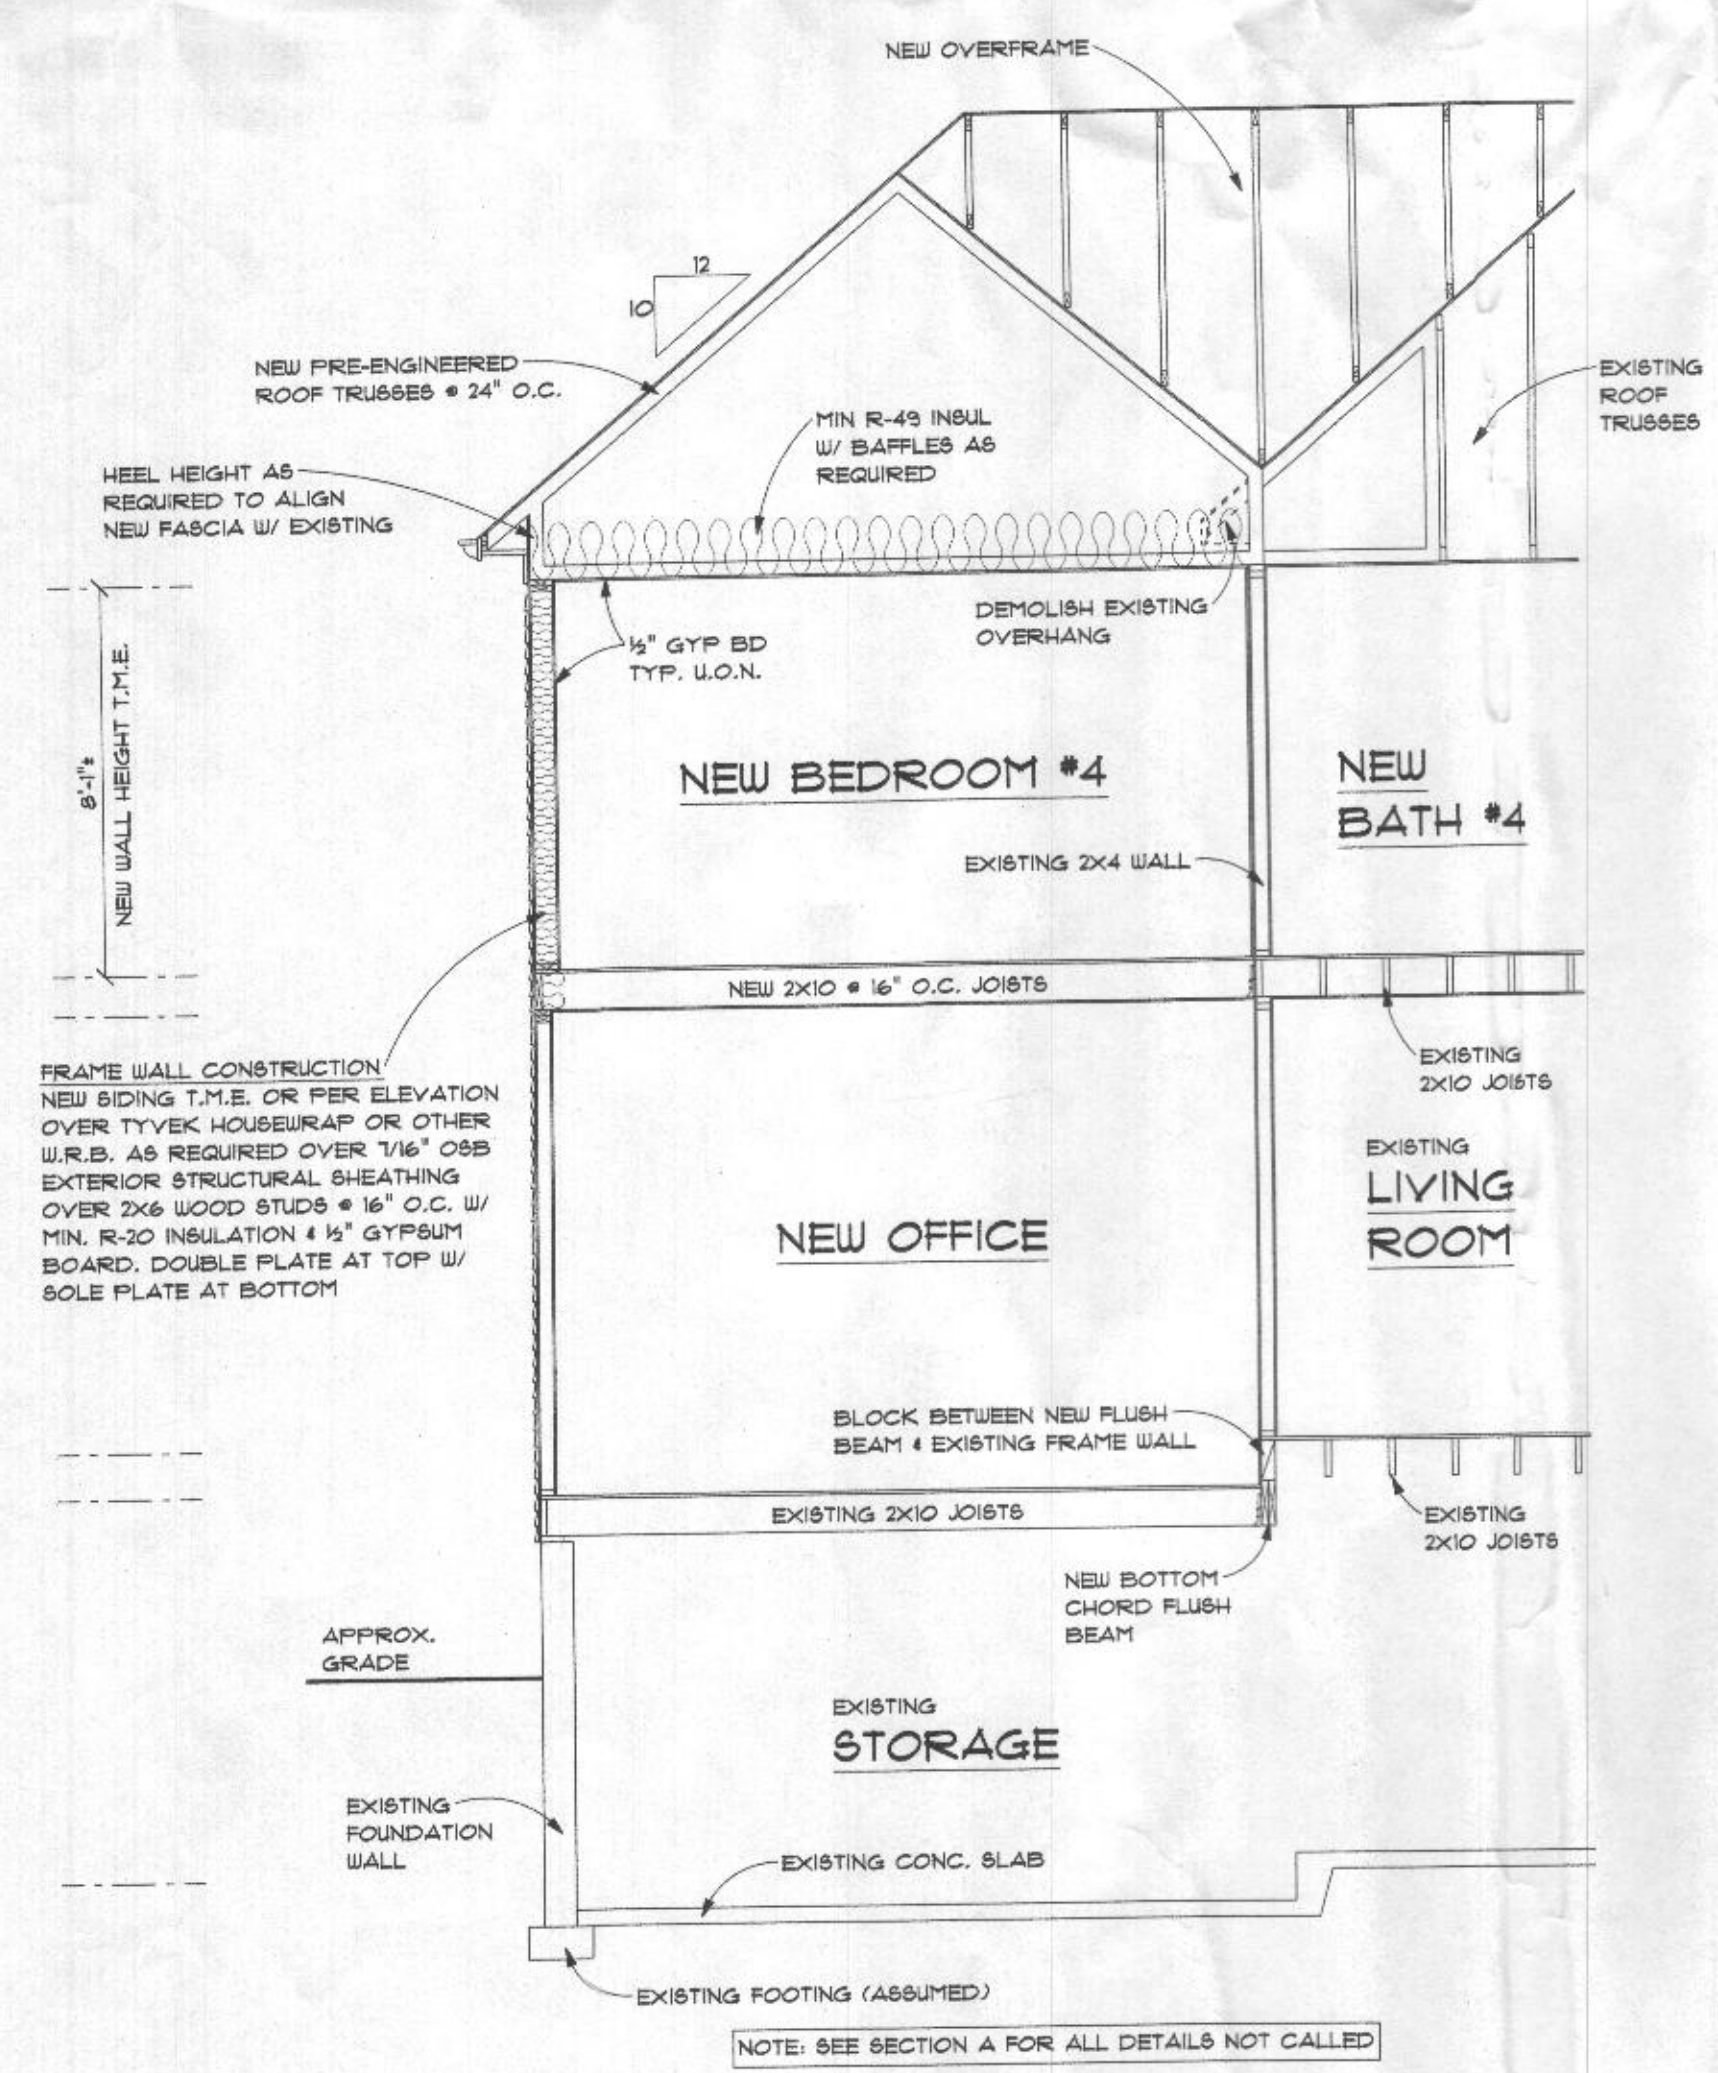 NEW OVERFRAME
12
10
NEW PRE-ENGINEERED
ROOF TRUSSES @ 24" O.C.
EXISTING
ROOF
TRUSSES
MIN R-49 INSUL
W/ BAFFLES AS
REQUIRED
HEEL HEIGHT AS
REQUIRED TO ALIGN
NEW FASCIA W/ EXISTING
DEMOLISH EXISTING
OVERHANG
½" GYP BD
TYP. U.O.N.
8'-1"±
NEW WALL HEIGHT T.M.E.
NEW BEDROOM #4
NEW
BATH #4
EXISTING 2X4 WALL
NEW 2X10 @ 16" O.C. JOISTS
EXISTING
2X10 JOISTS
FRAME WALL CONSTRUCTION
NEW SIDING T.M.E. OR PER ELEVATION
OVER TYVEK HOUSEWRAP OR OTHER
W.R.B. AS REQUIRED OVER 7/16" OSB
EXTERIOR STRUCTURAL SHEATHING
OVER 2X6 WOOD STUDS @ 16" O.C. W/
MIN. R-20 INSULATION & ½" GYPSUM
BOARD. DOUBLE PLATE AT TOP W/
SOLE PLATE AT BOTTOM
EXISTING
LIVING
ROOM
NEW OFFICE
BLOCK BETWEEN NEW FLUSH
BEAM & EXISTING FRAME WALL
EXISTING 2X10 JOISTS
EXISTING
2X10 JOISTS
NEW BOTTOM
CHORD FLUSH
BEAM
APPROX.
GRADE
EXISTING
STORAGE
EXISTING
FOUNDATION
WALL
EXISTING CONC. SLAB
EXISTING FOOTING (ASSUMED)
NOTE: SEE SECTION A FOR ALL DETAILS NOT CALLED